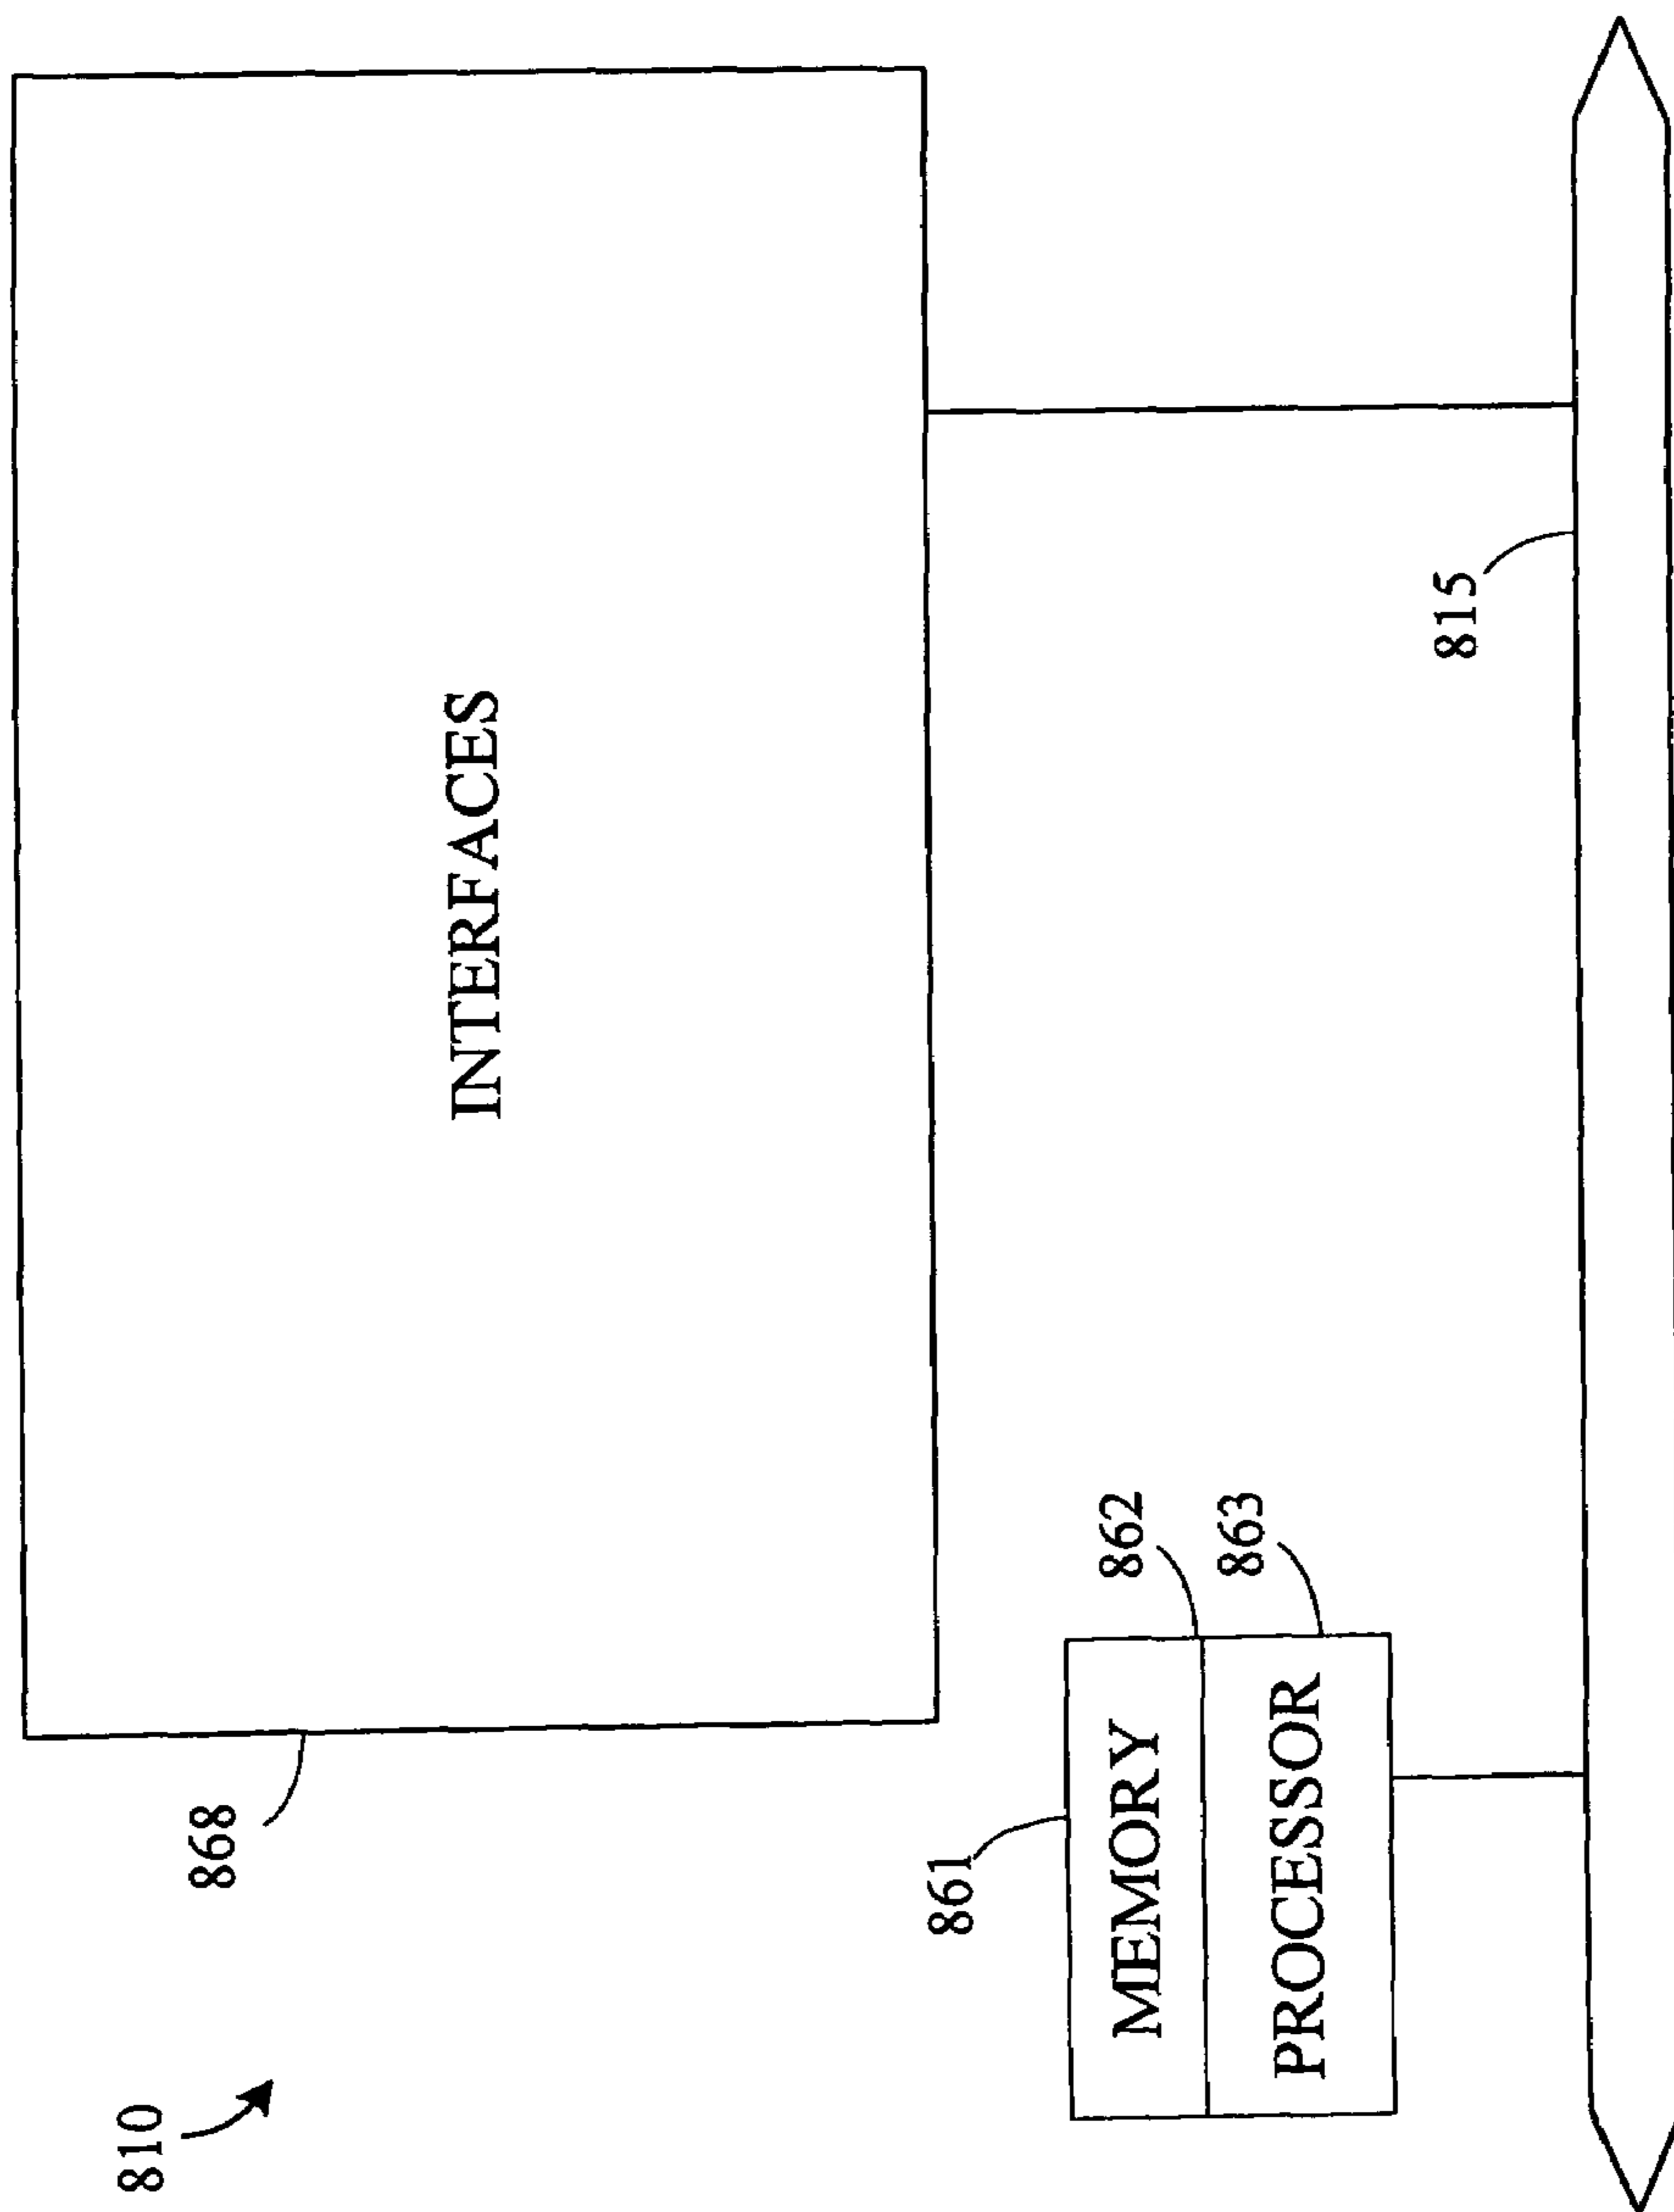 810
868
INTERFACES
861
MEMORY
862
PROCESSOR
863
815